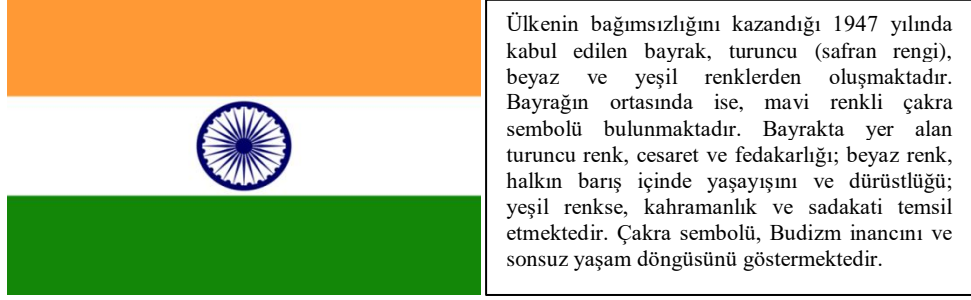 Ülkenin bağımsızlığını kazandığı 1947 yılında
kabul edilen bayrak, turuncu (safran rengi),
beyaz ve yeşil renklerden oluşmaktadır.
Bayrağın ortasında ise, mavi renkli çakra
sembolü bulunmaktadır. Bayrakta yer alan
turuncu renk, cesaret ve fedakarlığı; beyaz renk,
halkın barış içinde yaşayışını ve dürüstlüğü;
yeşil renkse, kahramanlık ve sadakati temsil
etmektedir. Çakra sembolü, Budizm inancını ve
sonsuz yaşam döngüsünü göstermektedir.